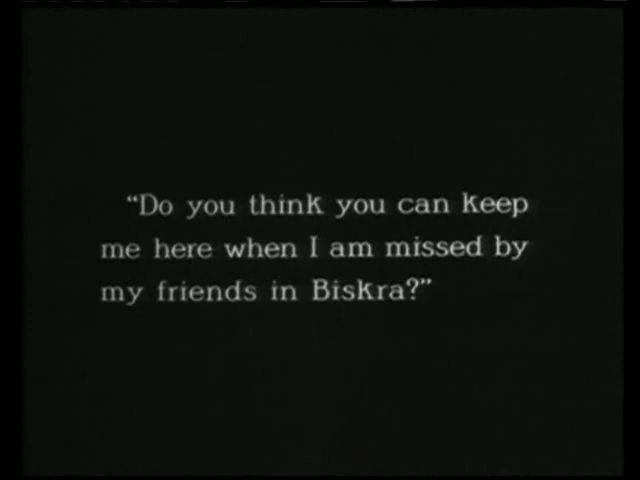 “Do you think you can keep
me here when I am missed by
my friends in Biskra?”